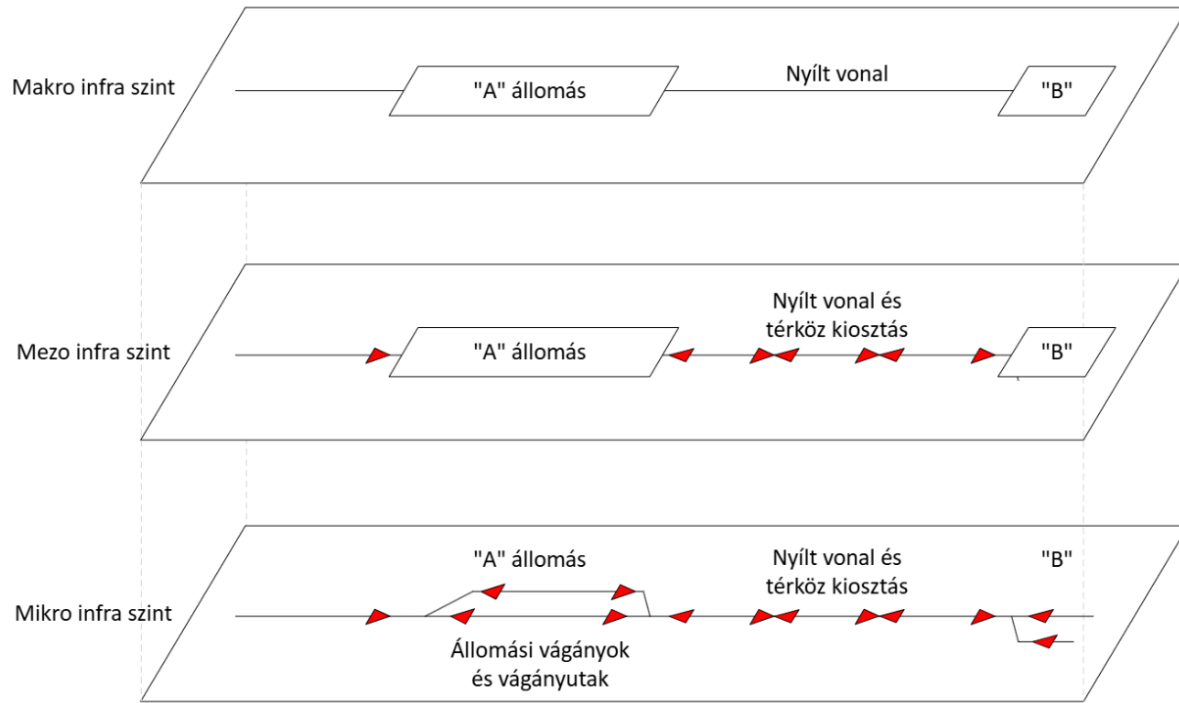 Makro infra szint
"A" állomás
Nyílt vonal
"B"
Mezo infra szint
"A" állomás
Nyílt vonal és
térköz kiosztás
"B"
Mikro infra szint
"A" állomás
Nyílt vonal és
térköz kiosztás
"B"
Állomási vágányok
és vágányutak